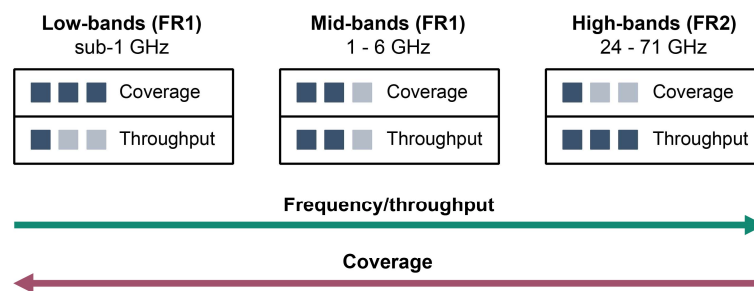 Low-bands (FR1)
sub-1 GHz
Coverage
Throughput
Mid-bands (FR1)
1 - 6 GHz
Coverage
Throughput
High-bands (FR2)
24 - 71 GHz
Coverage
Throughput
Frequency/throughput
Coverage